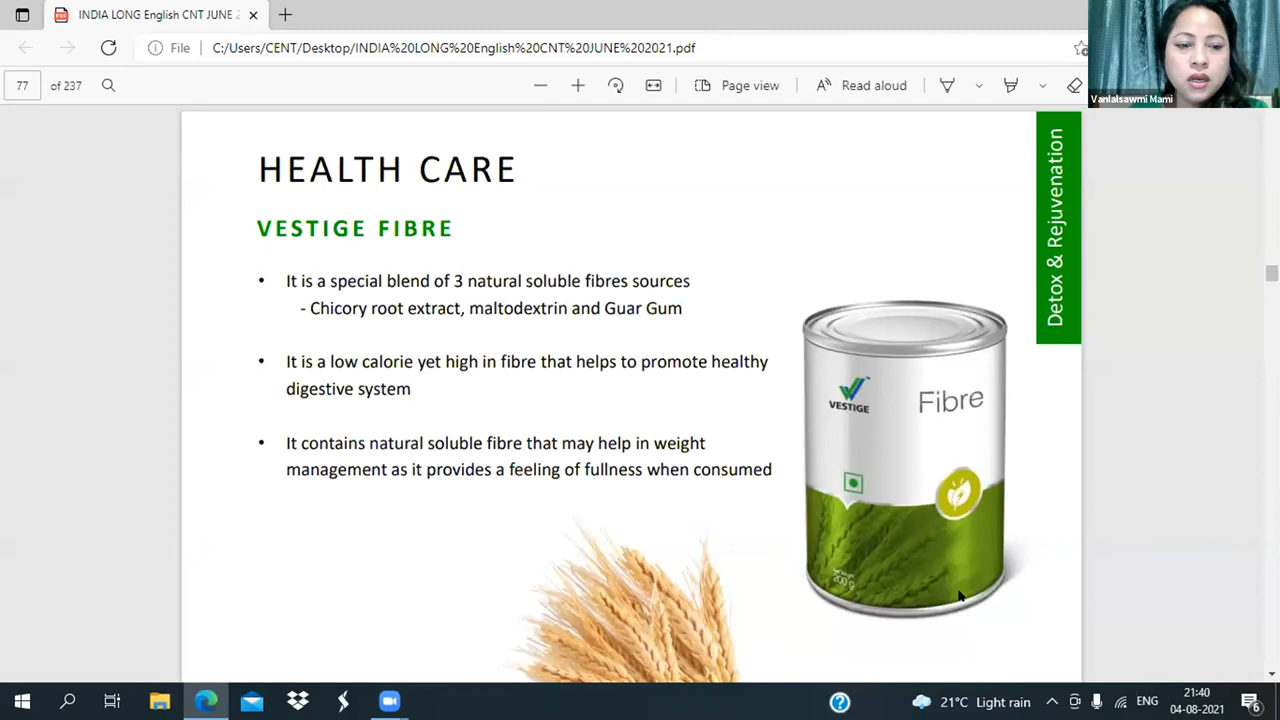 INDIA LONG English CNT JUNE 2
File
C:/Users/CENT/Desktop/INDIA%20LONG%20English%20CNT%20JUNE%202021.pdf
77 of 237
Page view
Read aloud
Vanlalsawmi Mami
HEALTH CARE
Detox & Rejuvenation
VESTIGE FIBRE
• It is a special blend of 3 natural soluble fibres sources
- Chicory root extract, maltodextrin and Guar Gum
• It is a low calorie yet high in fibre that helps to promote healthy
digestive system
• It contains natural soluble fibre that may help in weight
management as it provides a feeling of fullness when consumed
VESTIGE
Fibre
200 g
21°C Light rain
ENG
21:40
04-08-2021
6